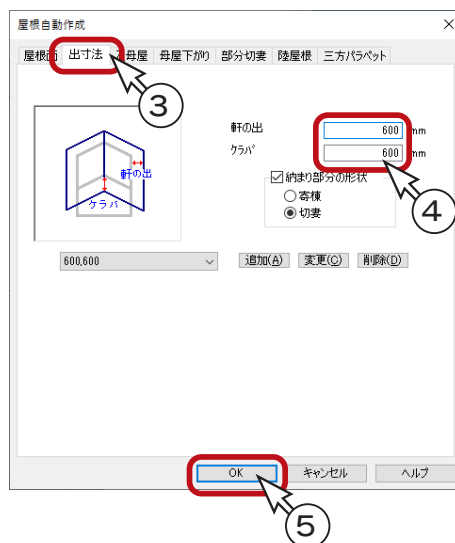 屋根自動作成
屋根面 出寸法 母屋 母屋下がり 部分切妻 陸屋根 三方パラペット
③
軒の出 600 mm
ケラバ 600 mm
軒の出
ケラバ
納まり部分の形状
寄棟
切妻
④
600,600 追加(A) 変更(C) 削除(D)
OK キャンセル ヘルプ
⑤